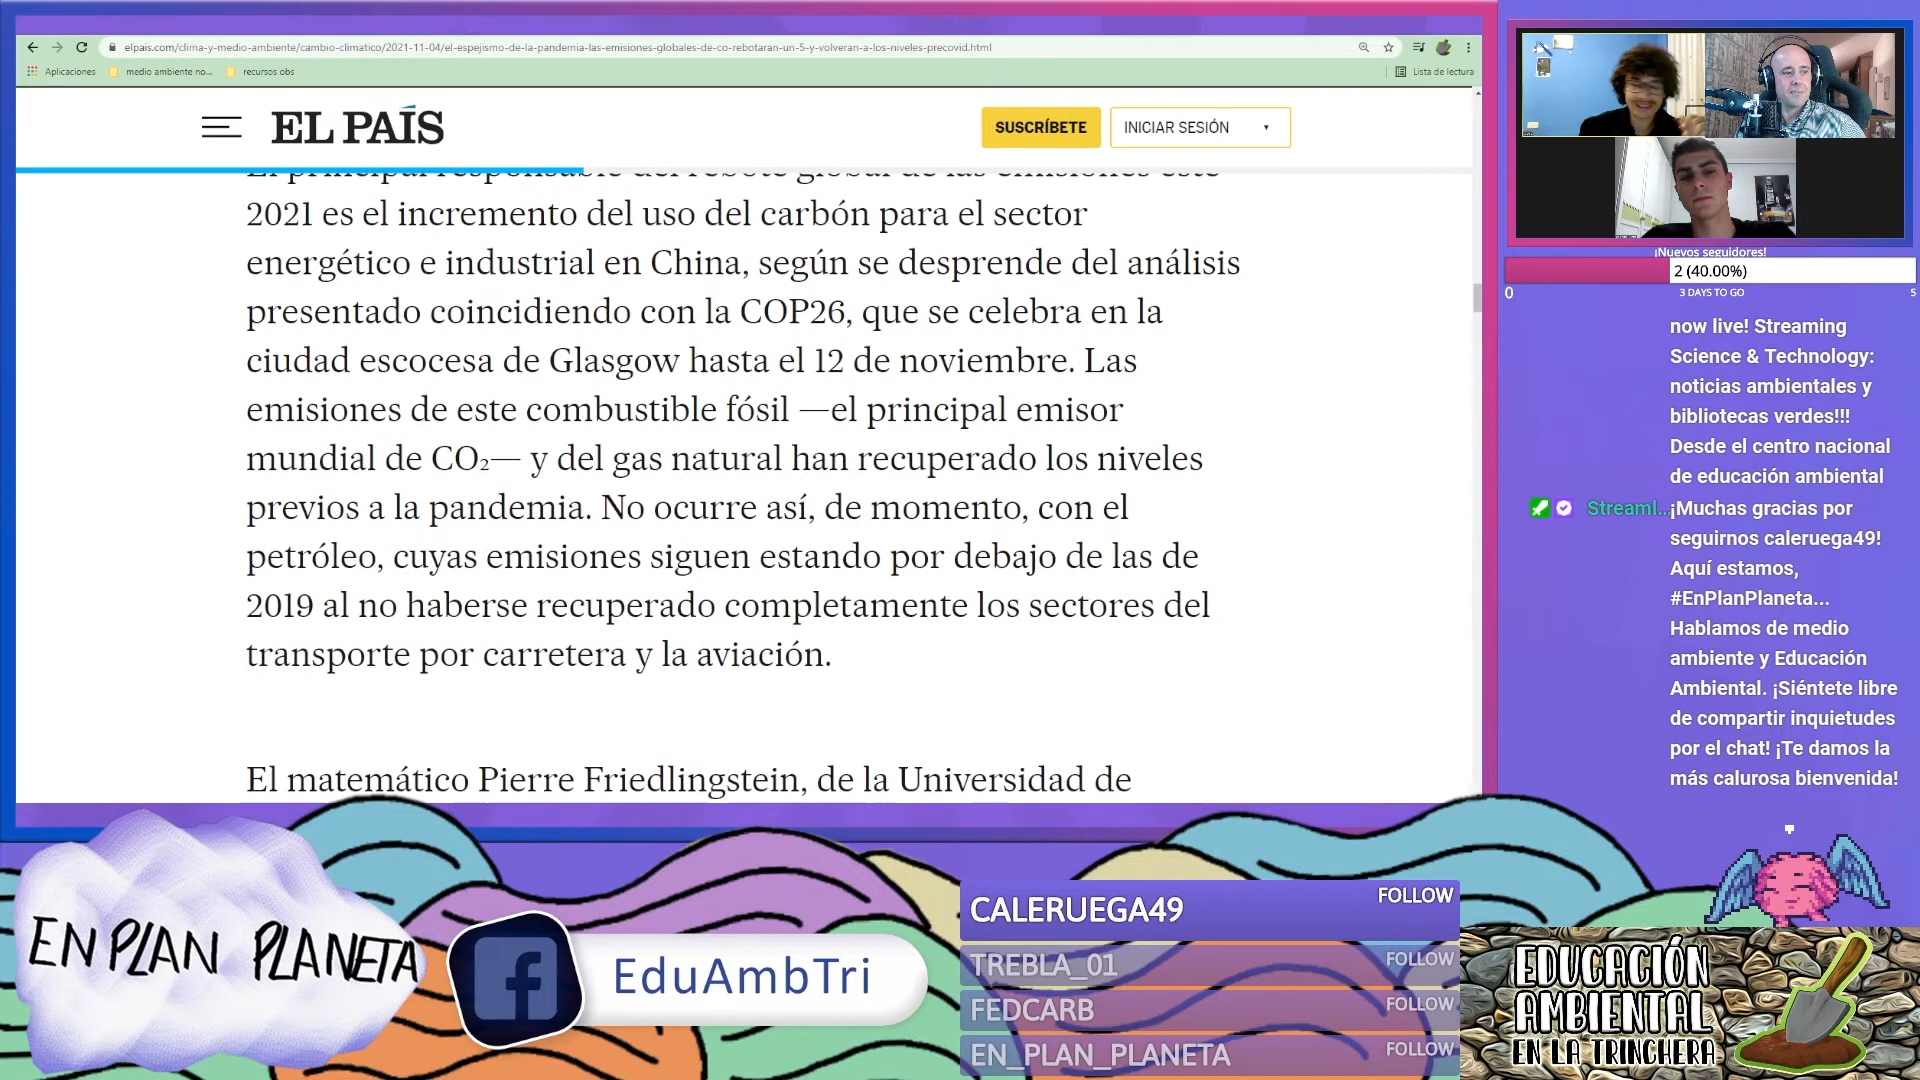 elpais.com/clima-y-medio-ambiente/cambio-climatico/2021-11-04/el-espejismo-de-la-pandemia-las-emisiones-globales-de-co-rebotaran-un-5-y-volveran-a-los-niveles-precovid.html
Aplicaciones
medio ambiente no...
recursos obs
Lista de lectura
EL PAÍS
SUSCRÍBETE
INICIAR SESIÓN
El principal responsable del rebote global de las emisiones este
2021 es el incremento del uso del carbón para el sector
energético e industrial en China, según se desprende del análisis
presentado coincidiendo con la COP26, que se celebra en la
ciudad escocesa de Glasgow hasta el 12 de noviembre. Las
emisiones de este combustible fósil —el principal emisor
mundial de CO₂— y del gas natural han recuperado los niveles
previos a la pandemia. No ocurre así, de momento, con el
petróleo, cuyas emisiones siguen estando por debajo de las de
2019 al no haberse recuperado completamente los sectores del
transporte por carretera y la aviación.
El matemático Pierre Friedlingstein, de la Universidad de
¡Nuevos seguidores!
2 (40.00%)
0
3 DAYS TO GO
5
now live! Streaming
Science & Technology:
noticias ambientales y
bibliotecas verdes!!!
Desde el centro nacional
de educación ambiental
Streaml... ¡Muchas gracias por
seguirnos caleruega49!
Aquí estamos,
#EnPlanPlaneta...
Hablamos de medio
ambiente y Educación
Ambiental. ¡Siéntete libre
de compartir inquietudes
por el chat! ¡Te damos la
más calurosa bienvenida!
EN PLAN PLANETA
f
EduAmbTri
CALERUEGA49 FOLLOW
TREBLA_01 FOLLOW
FEDCARB FOLLOW
EN_PLAN_PLANETA FOLLOW
EDUCACIÓN
AMBIENTAL
EN LA TRINCHERA